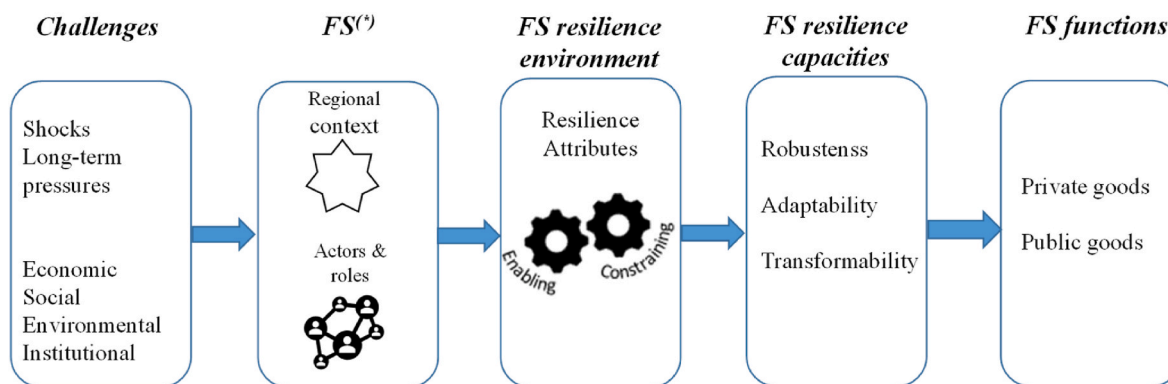 Challenges
Shocks
Long-term
pressures
Economic
Social
Environmental
Institutional
FS(*)
Regional
context
Actors &
roles
FS resilience
environment
Resilience
Attributes
Enabling
Constraining
FS resilience
capacities
Robustenss
Adaptability
Transformability
FS functions
Private goods
Public goods